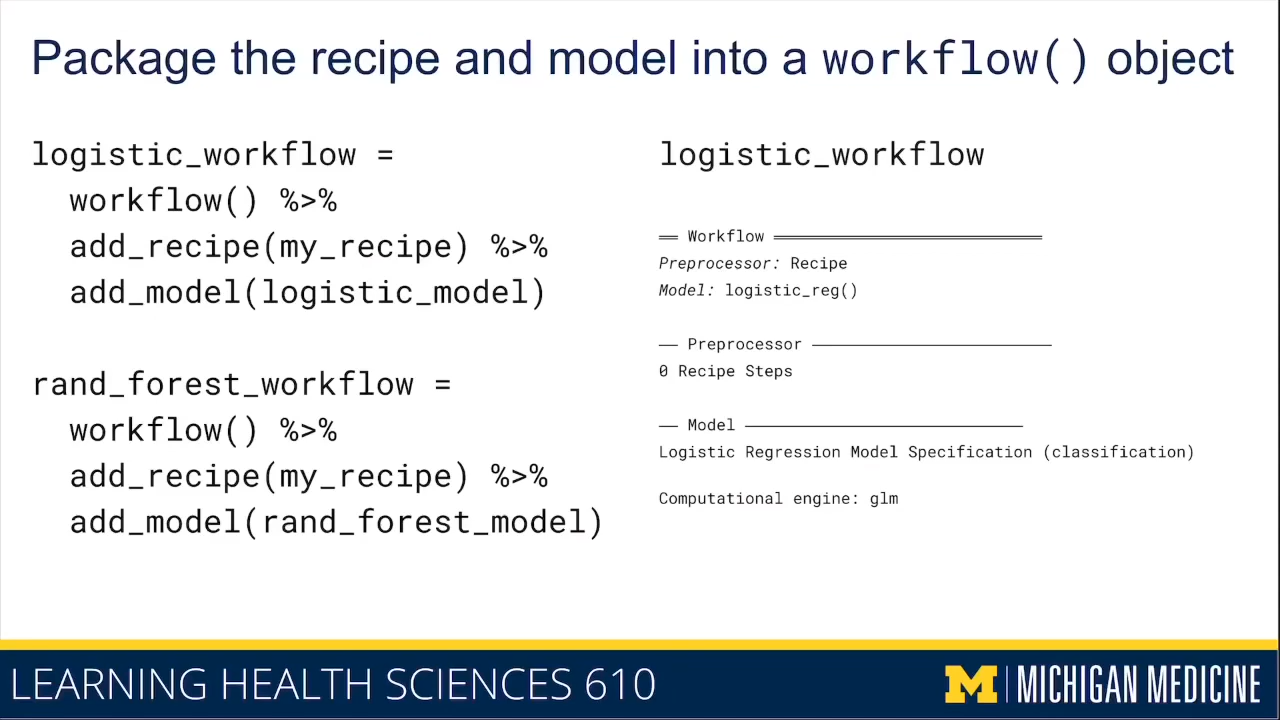 Package the recipe and model into a workflow() object
logistic_workflow =
workflow() %>%
add_recipe(my_recipe) %>%
add_model(logistic_model)
rand_forest_workflow =
workflow() %>%
add_recipe(my_recipe) %>%
add_model(rand_forest_model)
logistic_workflow
══ Workflow ════════════════════════════
Preprocessor: Recipe
Model: logistic_reg()
── Preprocessor ─────────────────────────
0 Recipe Steps
── Model ─────────────────────────────
Logistic Regression Model Specification (classification)
Computational engine: glm
LEARNING HEALTH SCIENCES 610
M | MICHIGAN MEDICINE